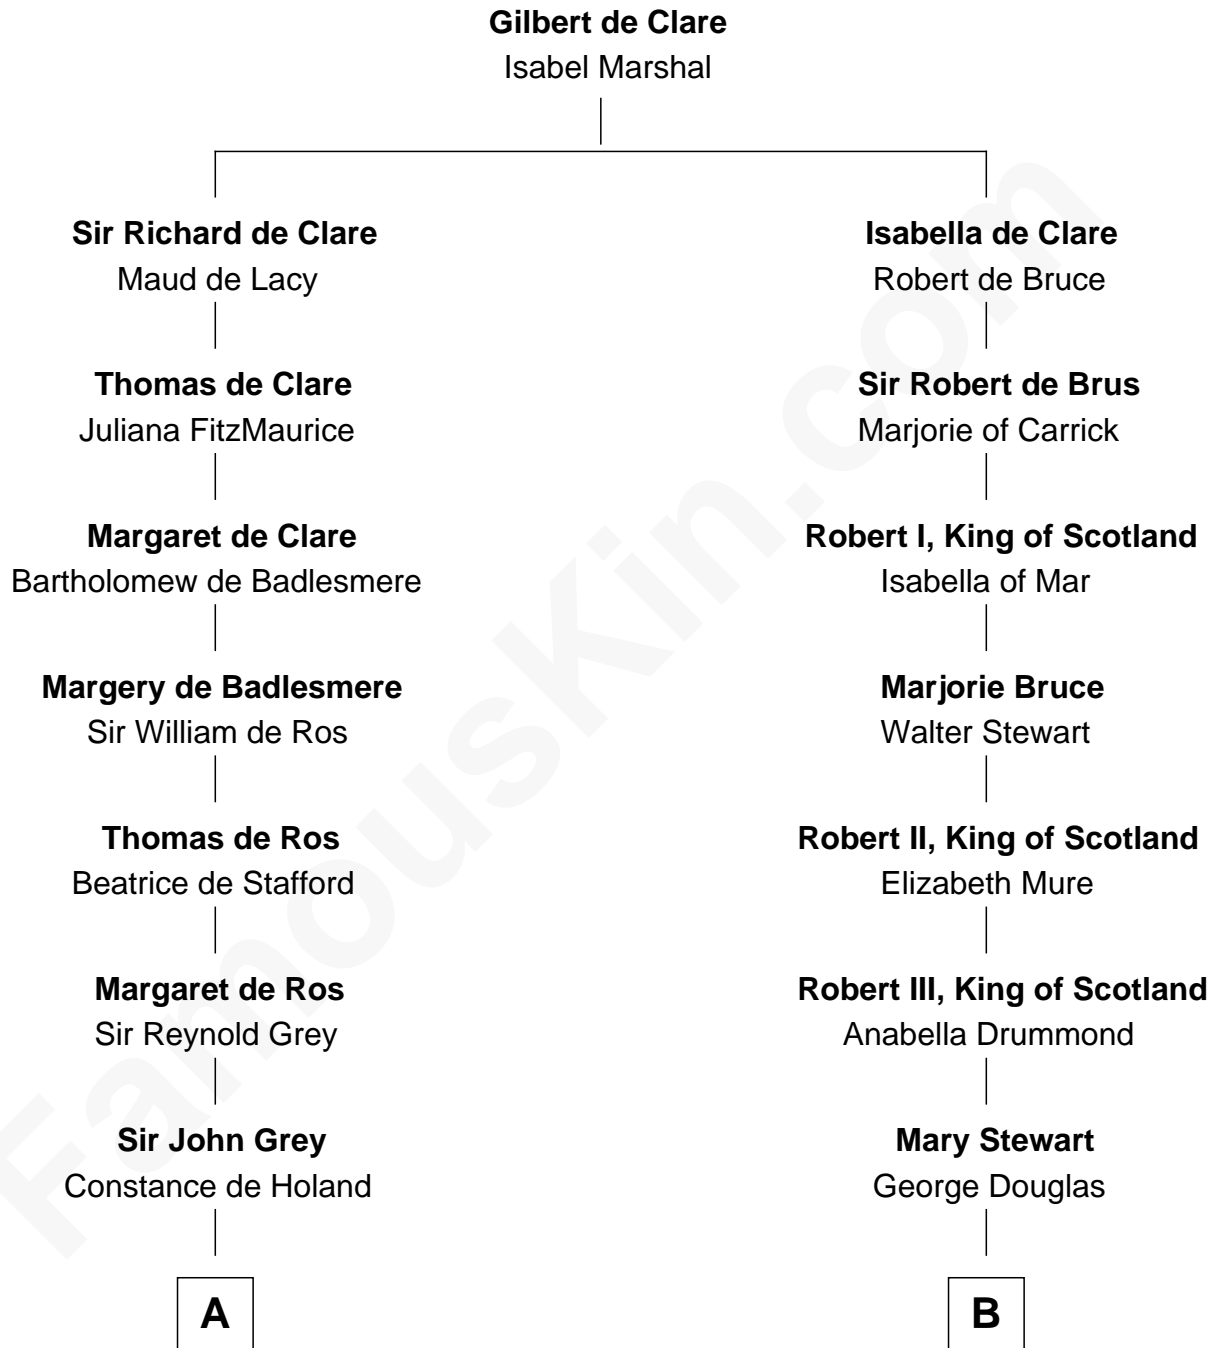 Gilbert de Clare
Isabel Marshal
Sir Richard de Clare
Maud de Lacy
Thomas de Clare
Juliana FitzMaurice
Margaret de Clare
Bartholomew de Badlesmere
Margery de Badlesmere
Sir William de Ros
Thomas de Ros
Beatrice de Stafford
Margaret de Ros
Sir Reynold Grey
Sir John Grey
Constance de Holand
A
Isabella de Clare
Robert de Bruce
Sir Robert de Brus
Marjorie of Carrick
Robert I, King of Scotland
Isabella of Mar
Marjorie Bruce
Walter Stewart
Robert II, King of Scotland
Elizabeth Mure
Robert III, King of Scotland
Anabella Drummond
Mary Stewart
George Douglas
B
FamousKin.com